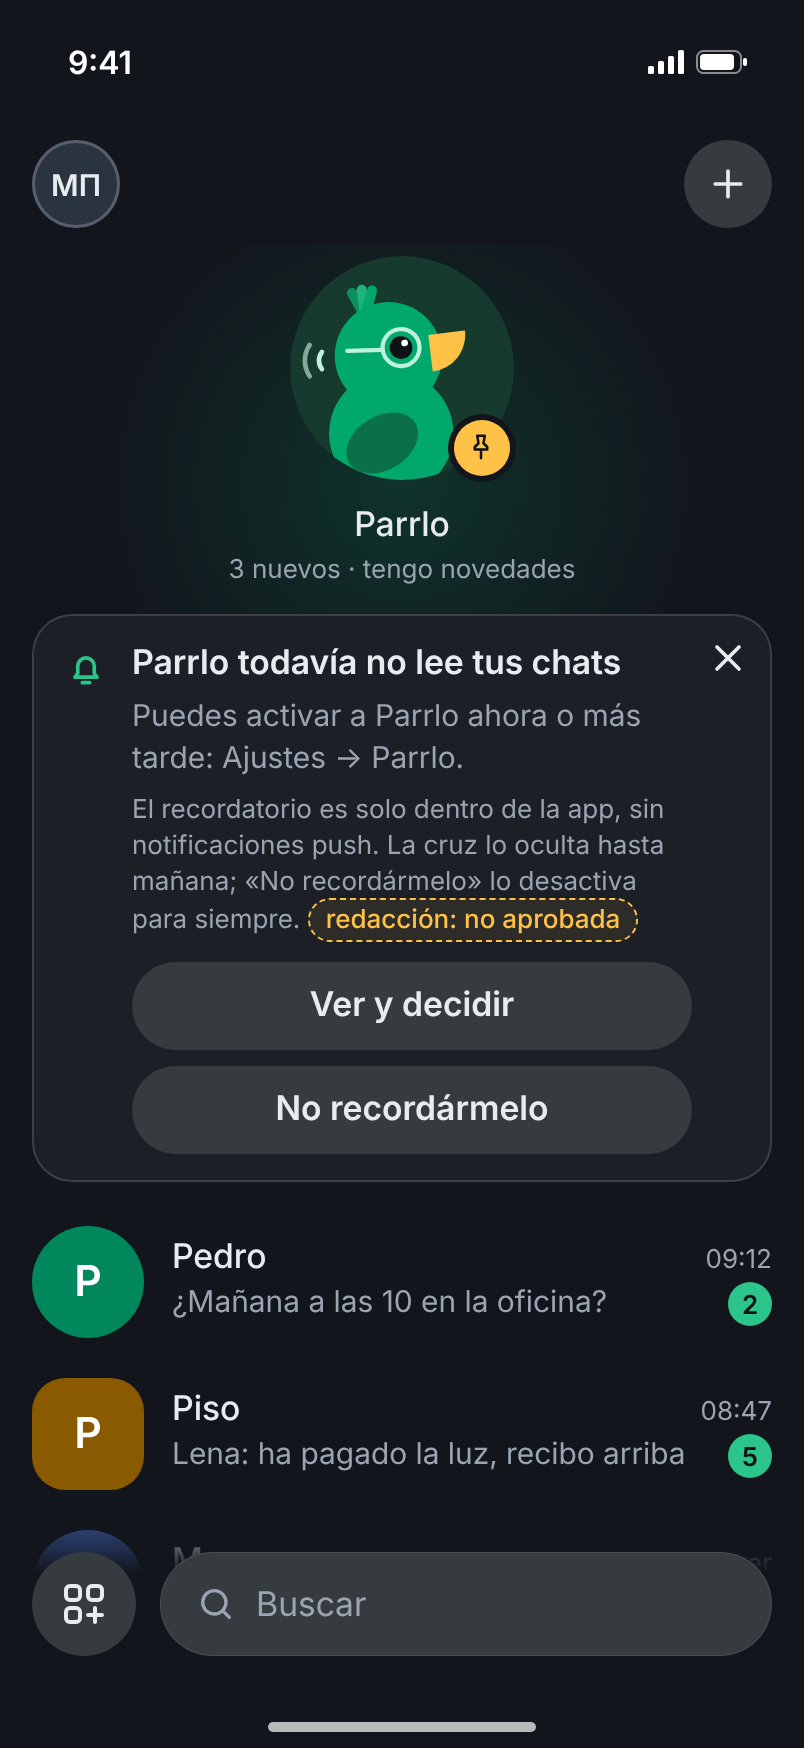 9:41
МП
Parrlo
3 nuevos · tengo novedades
Parrlo todavía no lee tus chats
Puedes activar a Parrlo ahora o más
tarde: Ajustes → Parrlo.
El recordatorio es solo dentro de la app, sin
notificaciones push. La cruz lo oculta hasta
mañana; «No recordármelo» lo desactiva
para siempre. redacción: no aprobada
Ver y decidir
No recordármelo
P
Pedro
09:12
¿Mañana a las 10 en la oficina?
2
P
Piso
08:47
Lena: ha pagado la luz, recibo arriba
5
Buscar